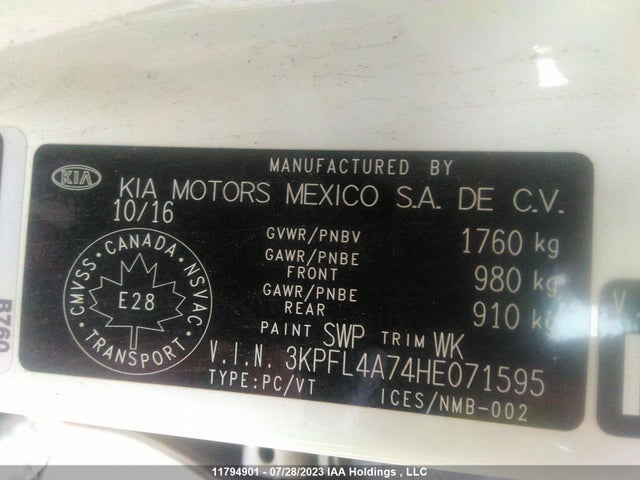 MANUFACTURED BY
KIA
KIA MOTORS MEXICO S.A. DE C.V.
10/16
GVWR/PNBV 1760 kg
GAWR/PNBE FRONT 980 kg
GAWR/PNBE REAR 910 kg
PAINT SWP TRIM WK
V.I.N. 3KPFL4A74HE071595
TYPE:PC/VT ICES/NMB-002
CMVSS · CANADA · NSVAC
E28
TRANSPORT
B760
V
11794901 - 07/28/2023 IAA Holdings , LLC